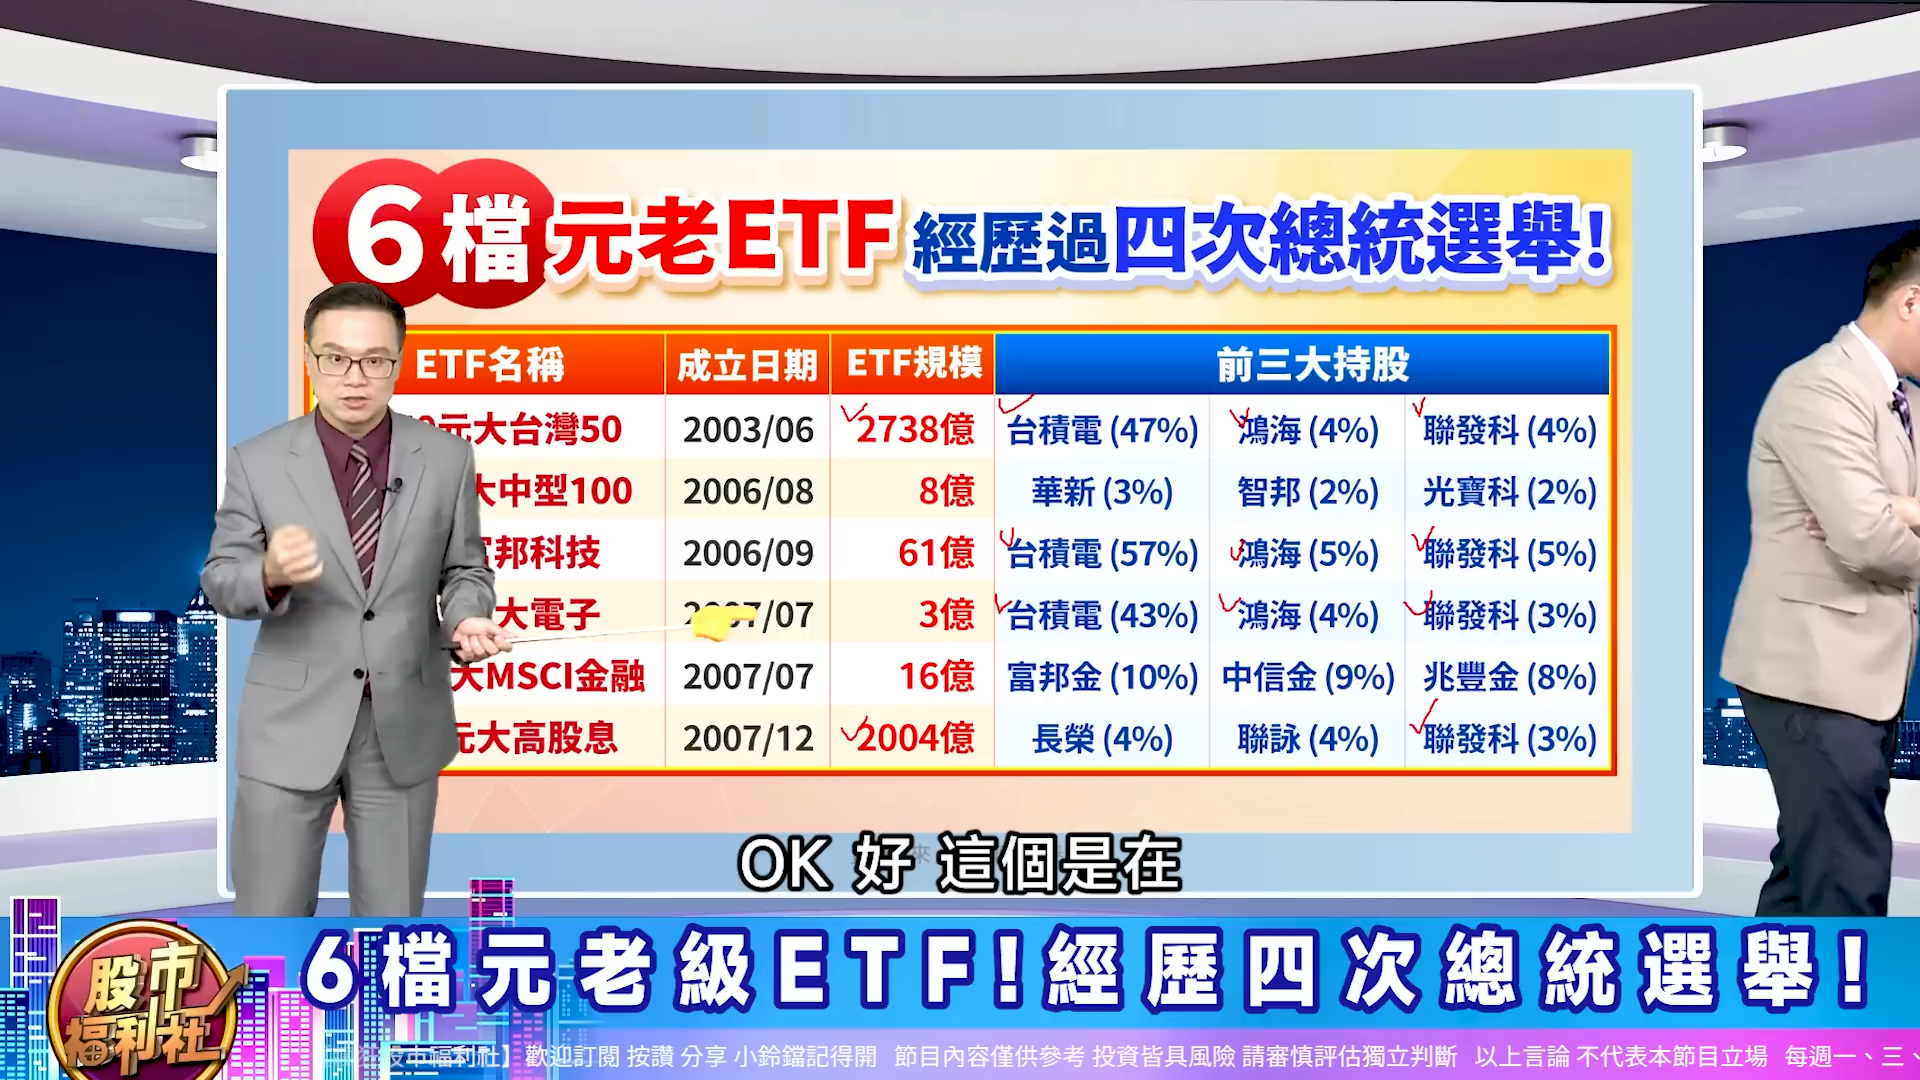 6檔元老ETF 經歷過四次總統選舉!
ETF名稱 成立日期 ETF規模 前三大持股
元大台灣50 2003/06 2738億 台積電 (47%) 鴻海 (4%) 聯發科 (4%)
大中型100 2006/08 8億 華新 (3%) 智邦 (2%) 光寶科 (2%)
富邦科技 2006/09 61億 台積電 (57%) 鴻海 (5%) 聯發科 (5%)
大電子 2007/07 3億 台積電 (43%) 鴻海 (4%) 聯發科 (3%)
大MSCI金融 2007/07 16億 富邦金 (10%) 中信金 (9%) 兆豐金 (8%)
元大高股息 2007/12 2004億 長榮 (4%) 聯詠 (4%) 聯發科 (3%)
OK 好 這個是在
6檔元老級ETF!經歷四次總統選舉!
股市
福利社
股市福利社】 歡迎訂閱 按讚 分享 小鈴鐺記得開 節目內容僅供參考 投資皆具風險 請審慎評估獨立判斷 以上言論 不代表本節目立場 每週一、三、